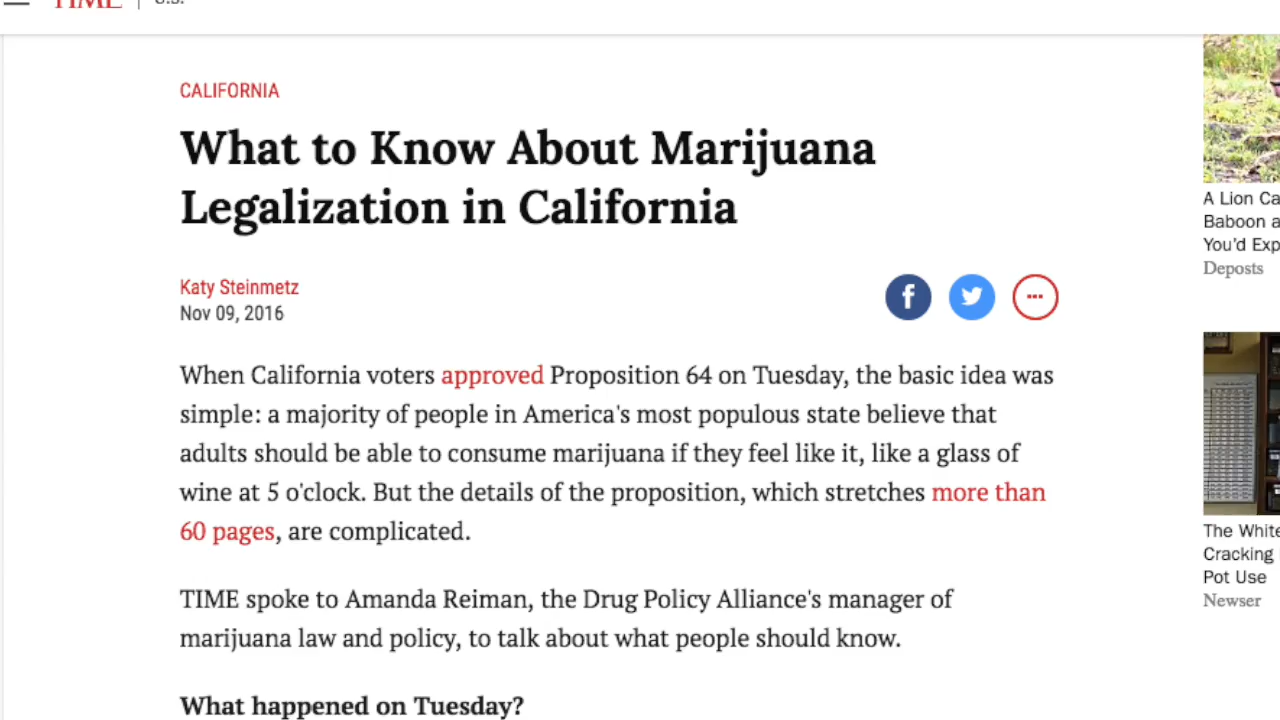 TIME U.S.
CALIFORNIA
What to Know About Marijuana
Legalization in California
Katy Steinmetz
Nov 09, 2016
When California voters approved Proposition 64 on Tuesday, the basic idea was
simple: a majority of people in America's most populous state believe that
adults should be able to consume marijuana if they feel like it, like a glass of
wine at 5 o'clock. But the details of the proposition, which stretches more than
60 pages, are complicated.
TIME spoke to Amanda Reiman, the Drug Policy Alliance's manager of
marijuana law and policy, to talk about what people should know.
What happened on Tuesday?
A Lion Ca
Baboon a
You'd Exp
Deposts
The White
Cracking
Pot Use
Newser